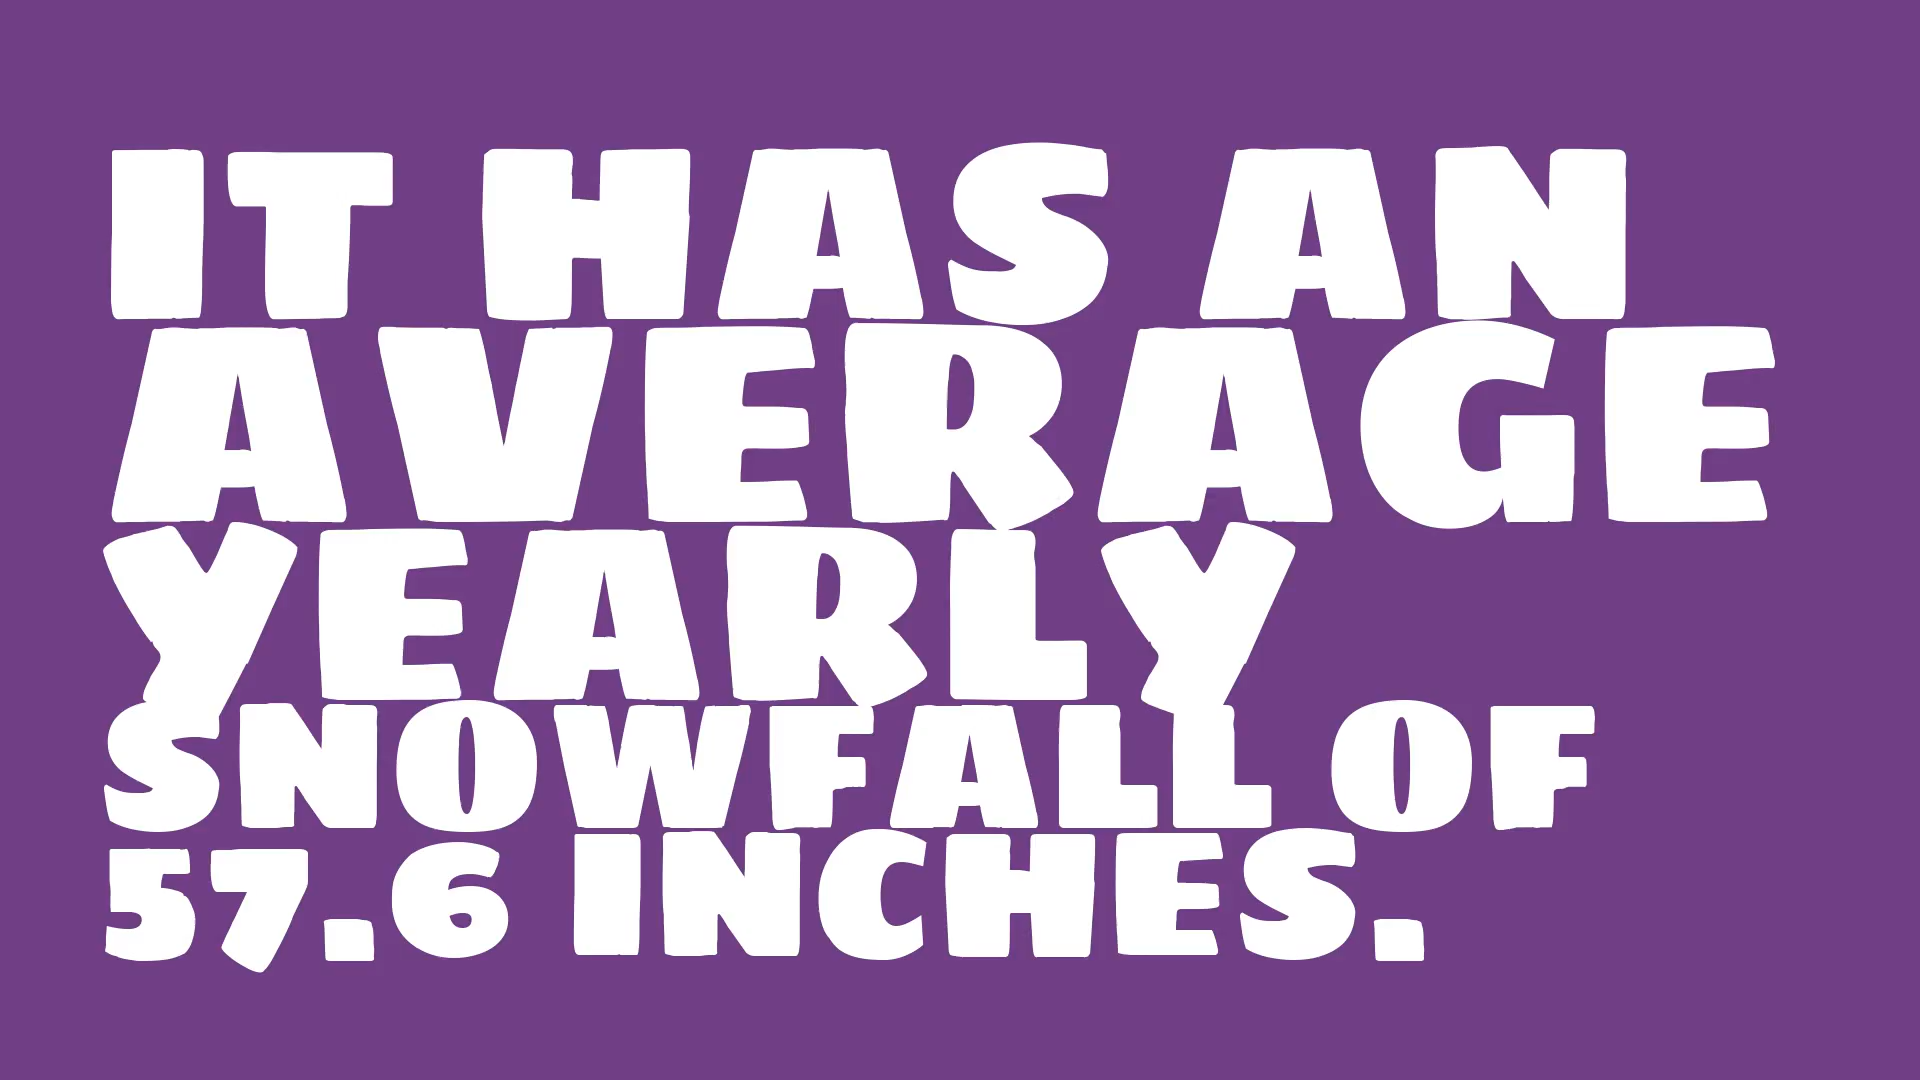 IT HAS AN
AVERAGE
YEARLY
SNOWFALL OF
57.6 INCHES.